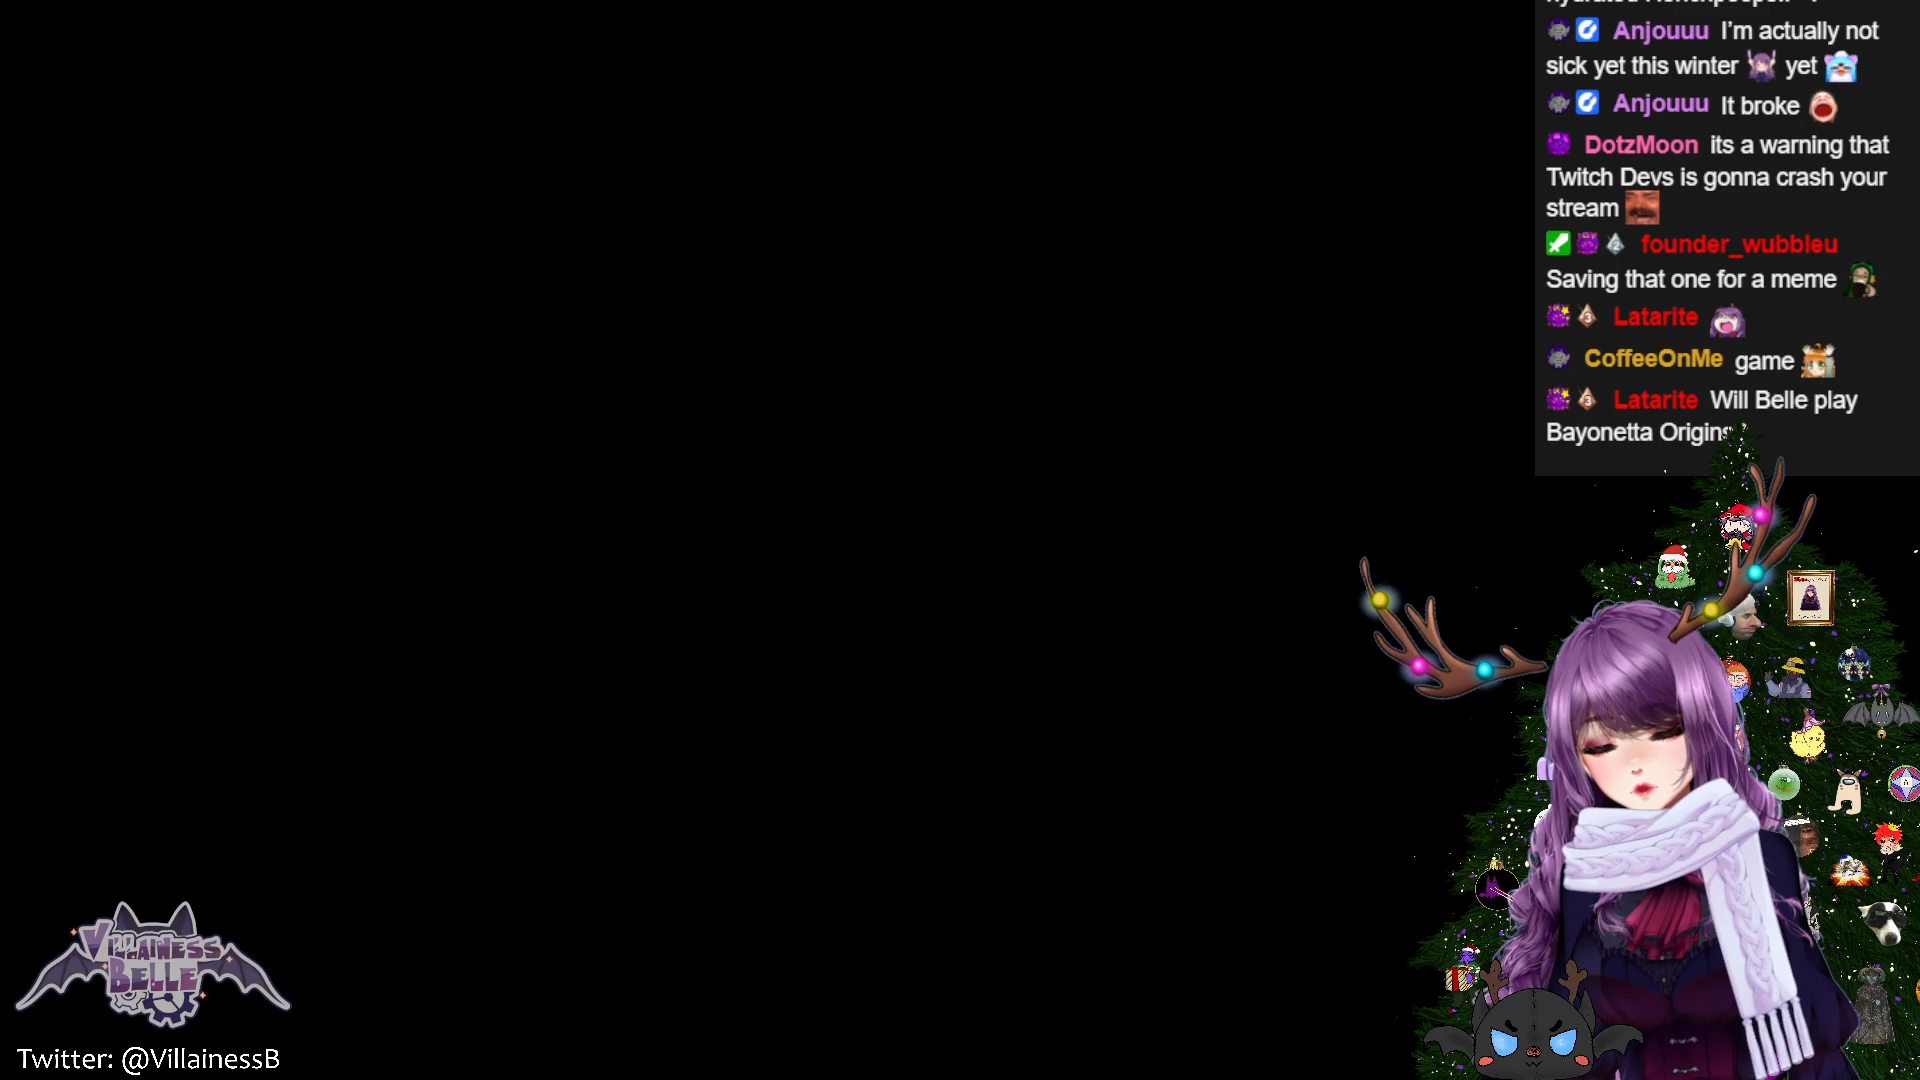 Anjouuu I'm actually not
sick yet this winter yet
Anjouuu It broke
DotzMoon its a warning that
Twitch Devs is gonna crash your
stream
founder_wubbleu
Saving that one for a meme
Latarite
CoffeeOnMe game
Latarite Will Belle play
Bayonetta Origins
VILLAINESS
BELLE
Twitter: @VillainessB